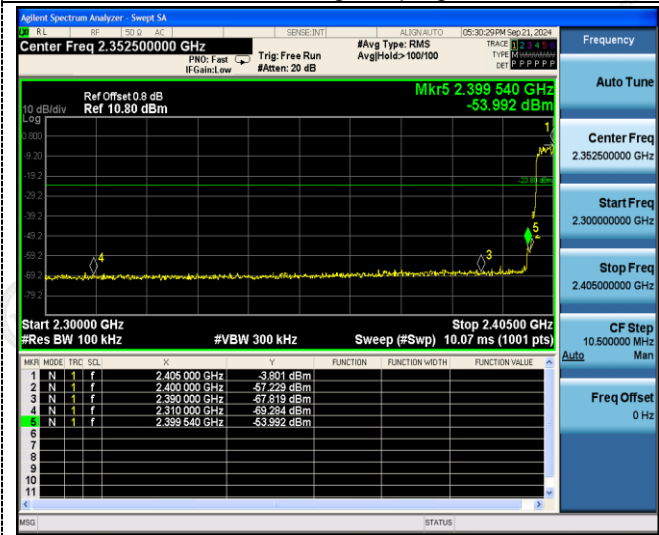 Agilent Spectrum Analyzer - Swept SA
RL RF 50 Ω AC SENSE:INT ALIGNAUTO 05:30:29PM Sep 21, 2024
Center Freq 2.352500000 GHz
PNO: Fast
IFGain:Low
Trig: Free Run
#Atten: 20 dB
#Avg Type: RMS
Avg|Hold:> 100/100
TRACE 1 2 3 4 5 6
TYPE
DET P P P P P P
Frequency
Auto Tune
Mkr5 2.399 540 GHz
-53.992 dBm
Ref Offset 0.8 dB
10 dB/div Ref 10.80 dBm
Log
0.800
-9.20
-19.2
-29.2
-39.2
-49.2
-59.2
-69.2
-79.2
1
5
2
3
4
Center Freq
2.352500000 GHz
Start Freq
2.300000000 GHz
Stop Freq
2.405000000 GHz
Start 2.30000 GHz Stop 2.40500 GHz
#Res BW 100 kHz #VBW 300 kHz Sweep (#Swp) 10.07 ms (1001 pts)
CF Step
10.500000 MHz
Auto Man
MKR MODE TRC SCL X Y FUNCTION FUNCTION WIDTH FUNCTION VALUE
1 N 1 f 2.405 000 GHz -3.801 dBm
2 N 1 f 2.400 000 GHz -57.229 dBm
3 N 1 f 2.390 000 GHz -67.819 dBm
4 N 1 f 2.310 000 GHz -69.284 dBm
5 N 1 f 2.399 540 GHz -53.992 dBm
6
7
8
9
10
11
Freq Offset
0 Hz
MSG STATUS